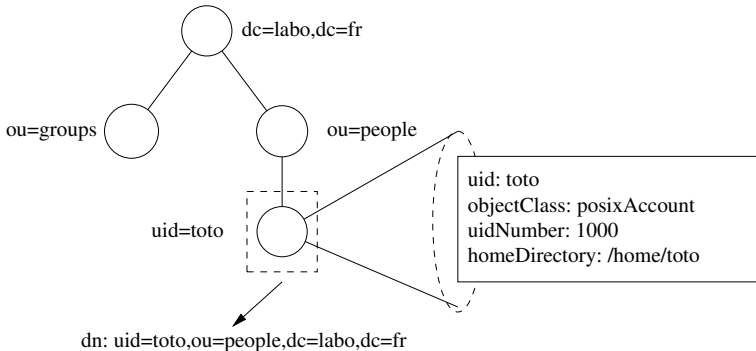 dc=labo,dc=fr
ou=groups
ou=people
uid=toto
uid: toto
objectClass: posixAccount
uidNumber: 1000
homeDirectory: /home/toto
dn: uid=toto,ou=people,dc=labo,dc=fr